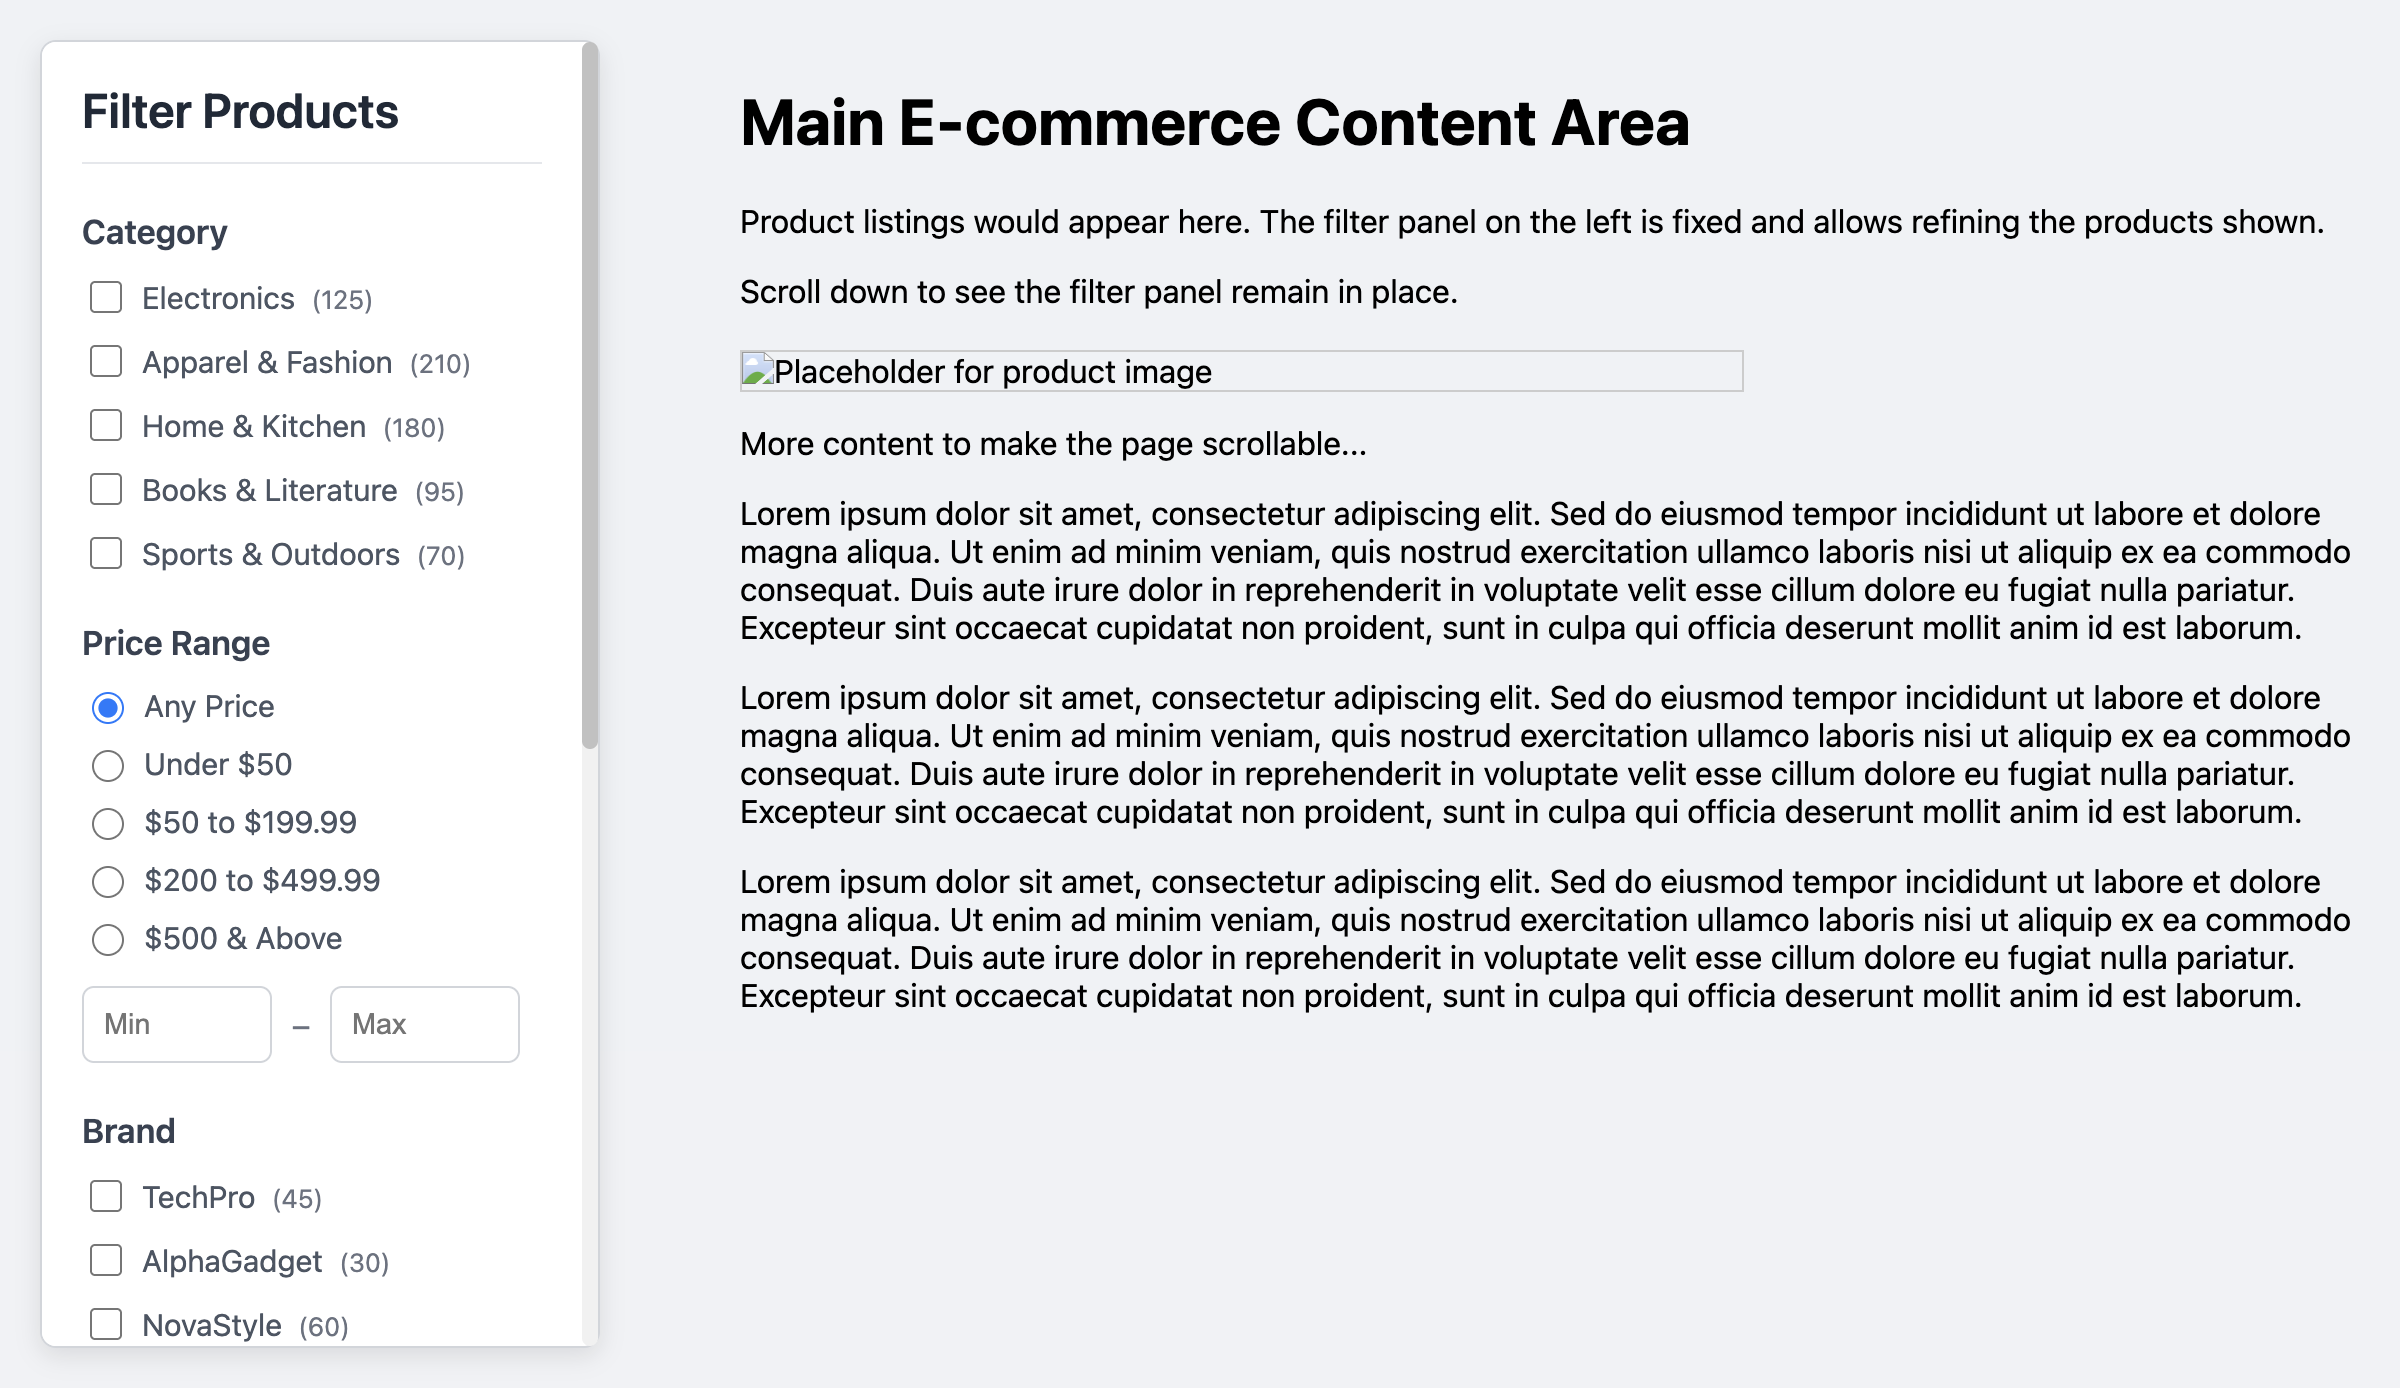 Filter Products
Category
Electronics (125)
Apparel & Fashion (210)
Home & Kitchen (180)
Books & Literature (95)
Sports & Outdoors (70)
Price Range
Any Price
Under $50
$50 to $199.99
$200 to $499.99
$500 & Above
Min – Max
Brand
TechPro (45)
AlphaGadget (30)
NovaStyle (60)
Main E-commerce Content Area
Product listings would appear here. The filter panel on the left is fixed and allows refining the products shown.
Scroll down to see the filter panel remain in place.
Placeholder for product image
More content to make the page scrollable...
Lorem ipsum dolor sit amet, consectetur adipiscing elit. Sed do eiusmod tempor incididunt ut labore et dolore
magna aliqua. Ut enim ad minim veniam, quis nostrud exercitation ullamco laboris nisi ut aliquip ex ea commodo
consequat. Duis aute irure dolor in reprehenderit in voluptate velit esse cillum dolore eu fugiat nulla pariatur.
Excepteur sint occaecat cupidatat non proident, sunt in culpa qui officia deserunt mollit anim id est laborum.
Lorem ipsum dolor sit amet, consectetur adipiscing elit. Sed do eiusmod tempor incididunt ut labore et dolore
magna aliqua. Ut enim ad minim veniam, quis nostrud exercitation ullamco laboris nisi ut aliquip ex ea commodo
consequat. Duis aute irure dolor in reprehenderit in voluptate velit esse cillum dolore eu fugiat nulla pariatur.
Excepteur sint occaecat cupidatat non proident, sunt in culpa qui officia deserunt mollit anim id est laborum.
Lorem ipsum dolor sit amet, consectetur adipiscing elit. Sed do eiusmod tempor incididunt ut labore et dolore
magna aliqua. Ut enim ad minim veniam, quis nostrud exercitation ullamco laboris nisi ut aliquip ex ea commodo
consequat. Duis aute irure dolor in reprehenderit in voluptate velit esse cillum dolore eu fugiat nulla pariatur.
Excepteur sint occaecat cupidatat non proident, sunt in culpa qui officia deserunt mollit anim id est laborum.